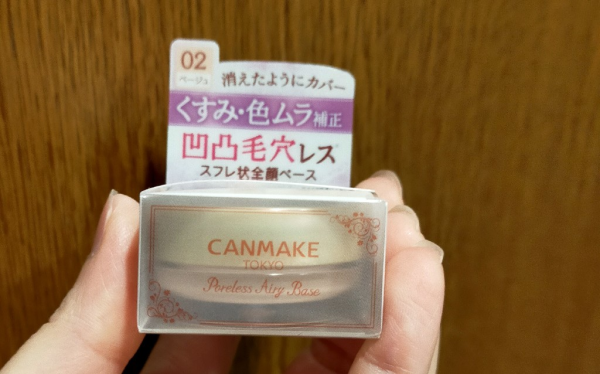 02
ベージュ
消えたようにカバー
くすみ・色ムラ補正
凹凸毛穴レス
スフレ状全顔ベース
CANMAKE
TOKYO
Poreless Airy Base